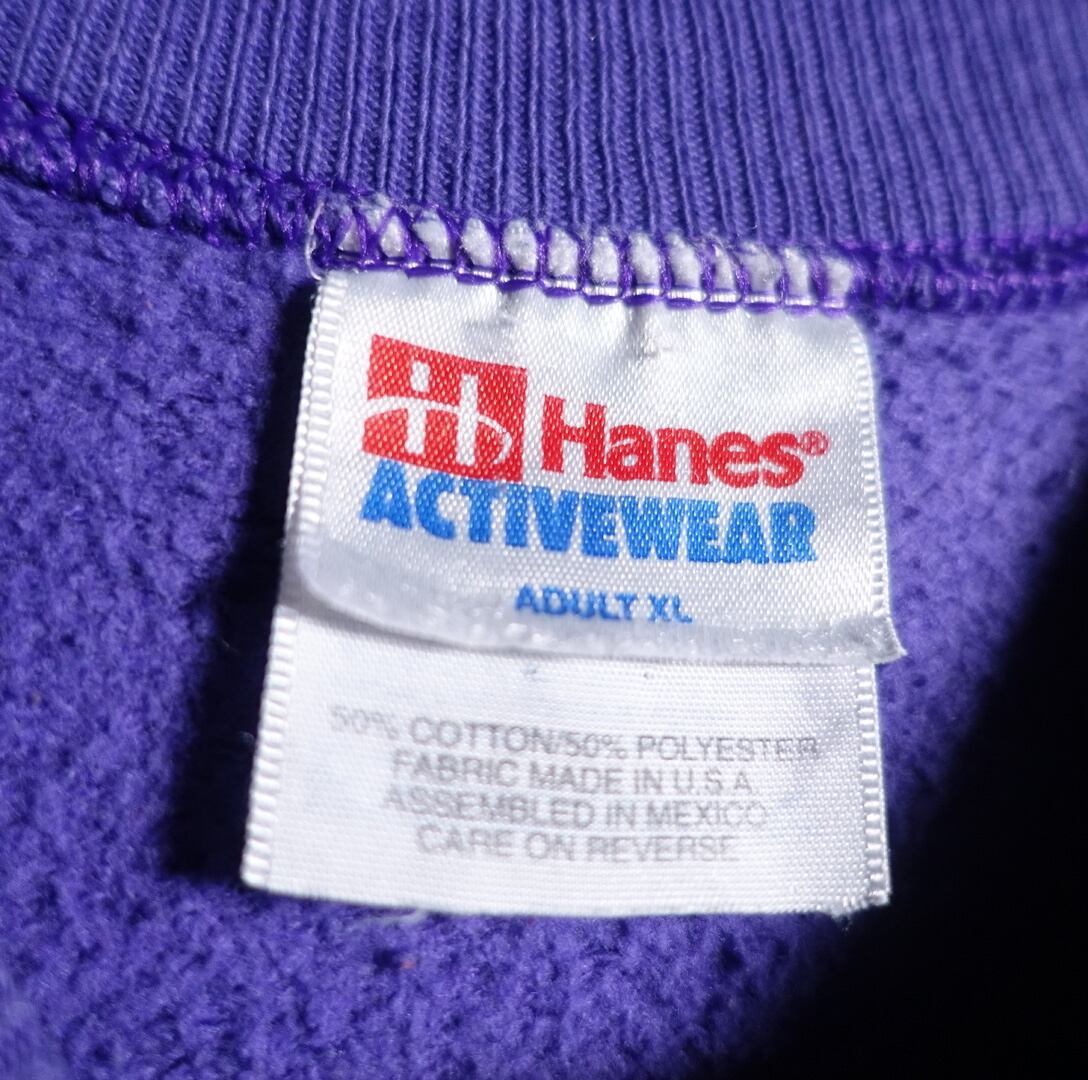 Hanes®
ACTIVEWEAR
ADULT XL
50% COTTON/50% POLYESTER
FABRIC MADE IN U.S.A.
ASSEMBLED IN MEXICO
CARE ON REVERSE